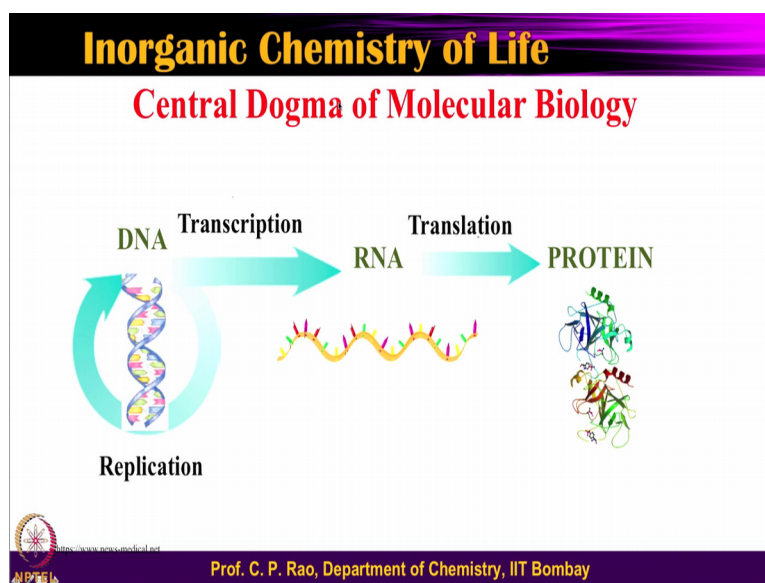 Inorganic Chemistry of Life
Central Dogma of Molecular Biology
DNA
Transcription
RNA
Translation
PROTEIN
Replication
https://www.news-medical.net
NPTEL
Prof. C. P. Rao, Department of Chemistry, IIT Bombay